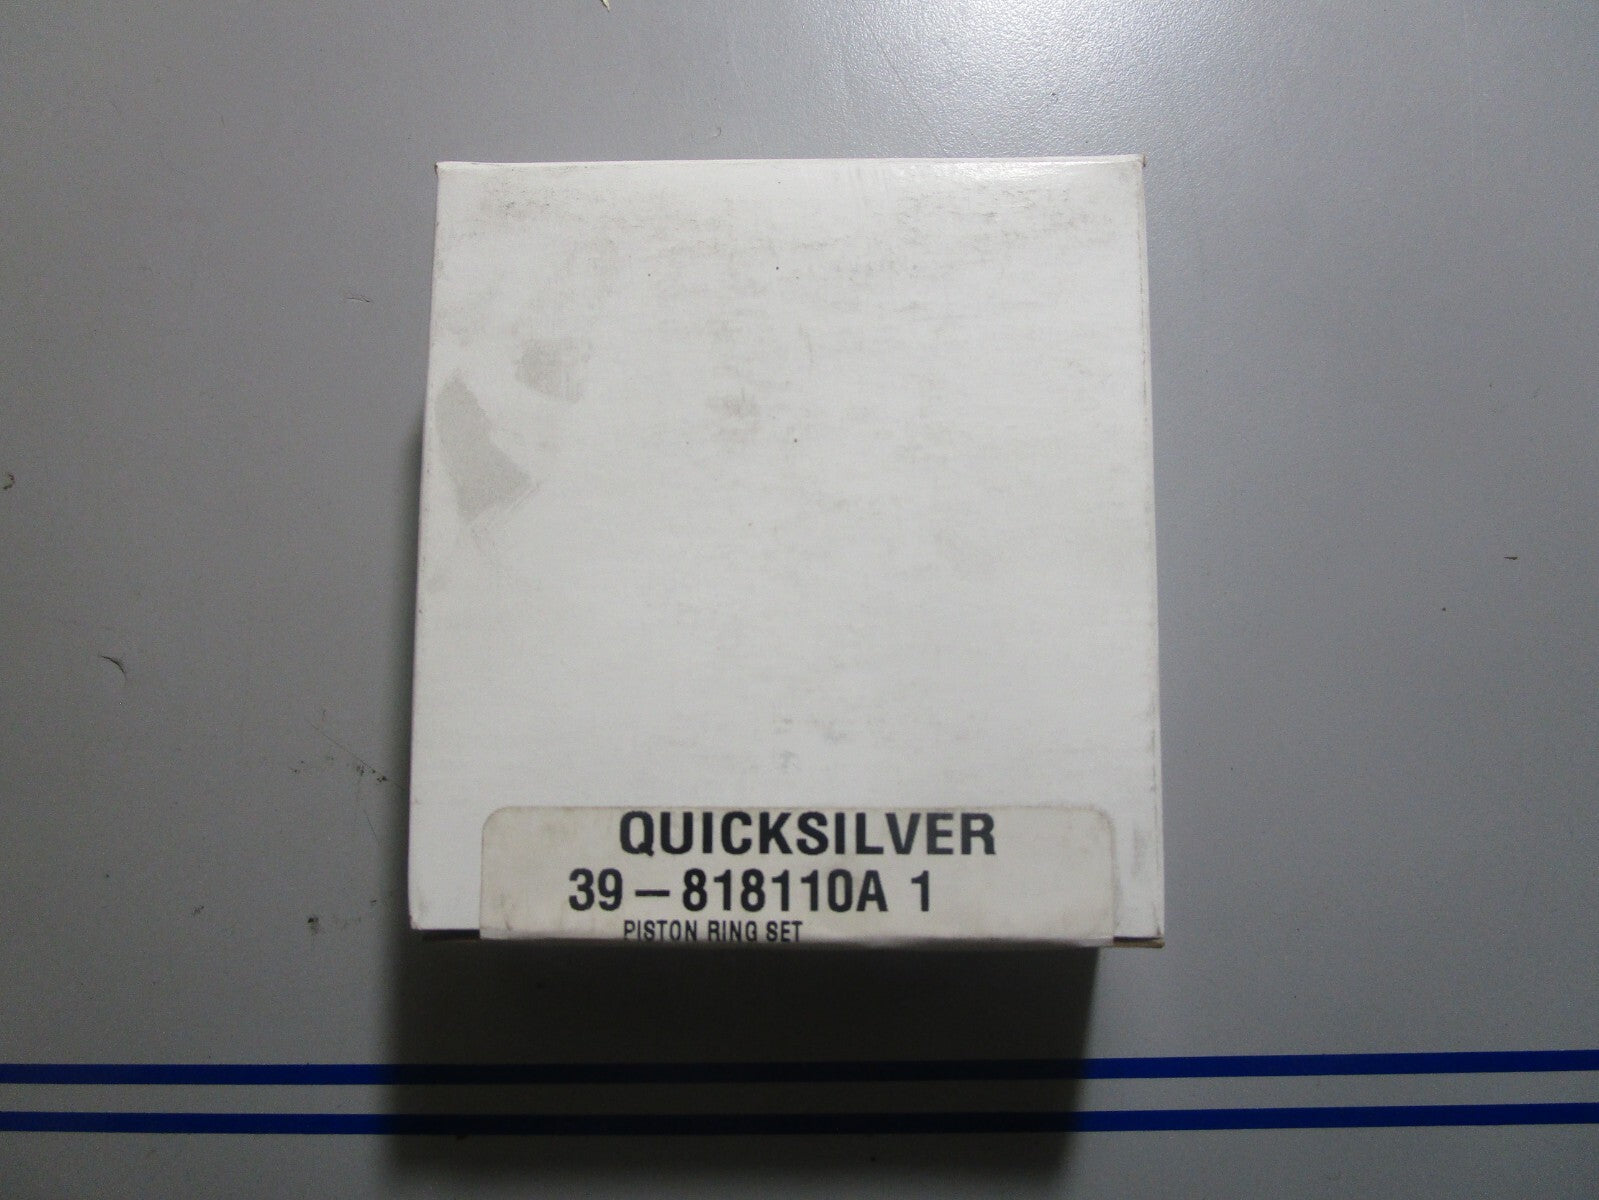 QUICKSILVER
39-818110A 1
PISTON RING SET